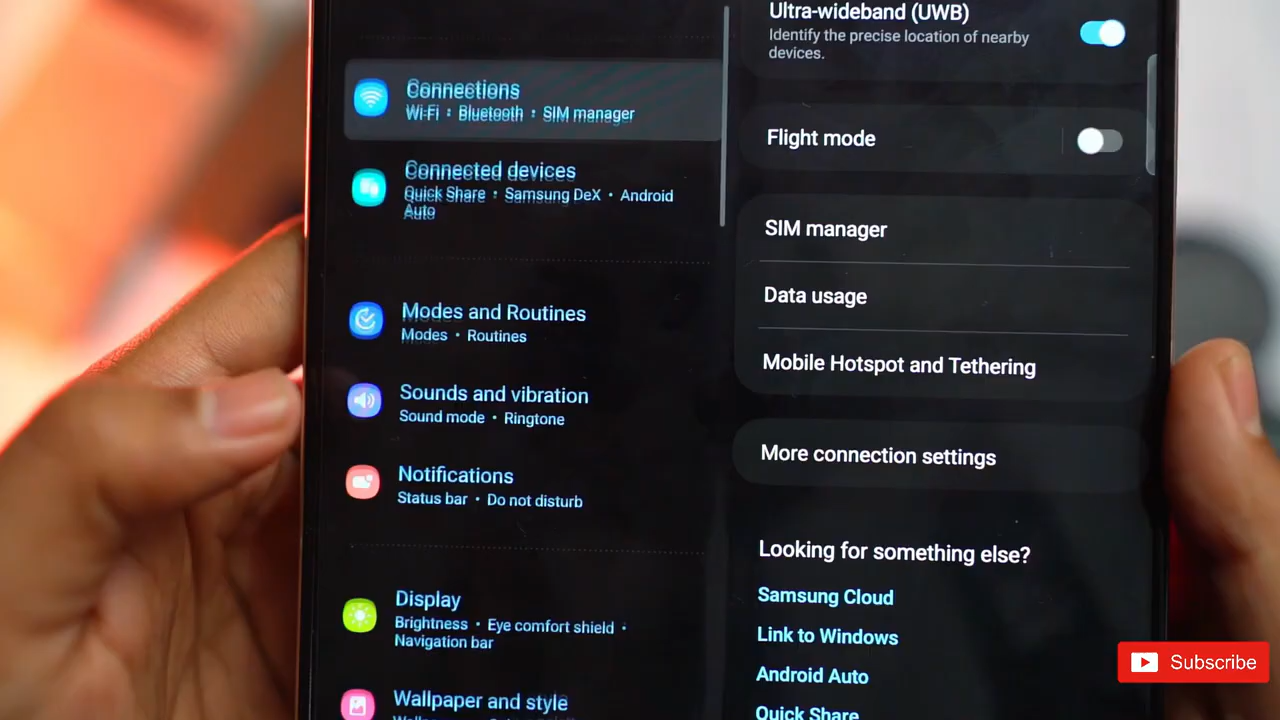 Connections
Wi-Fi • Bluetooth • SIM manager
Connected devices
Quick Share • Samsung DeX • Android
Auto
Modes and Routines
Modes • Routines
Sounds and vibration
Sound mode • Ringtone
Notifications
Status bar • Do not disturb
Display
Brightness • Eye comfort shield •
Navigation bar
Wallpaper and style
Ultra-wideband (UWB)
Identify the precise location of nearby
devices.
Flight mode
SIM manager
Data usage
Mobile Hotspot and Tethering
More connection settings
Looking for something else?
Samsung Cloud
Link to Windows
Android Auto
Quick Share
Subscribe